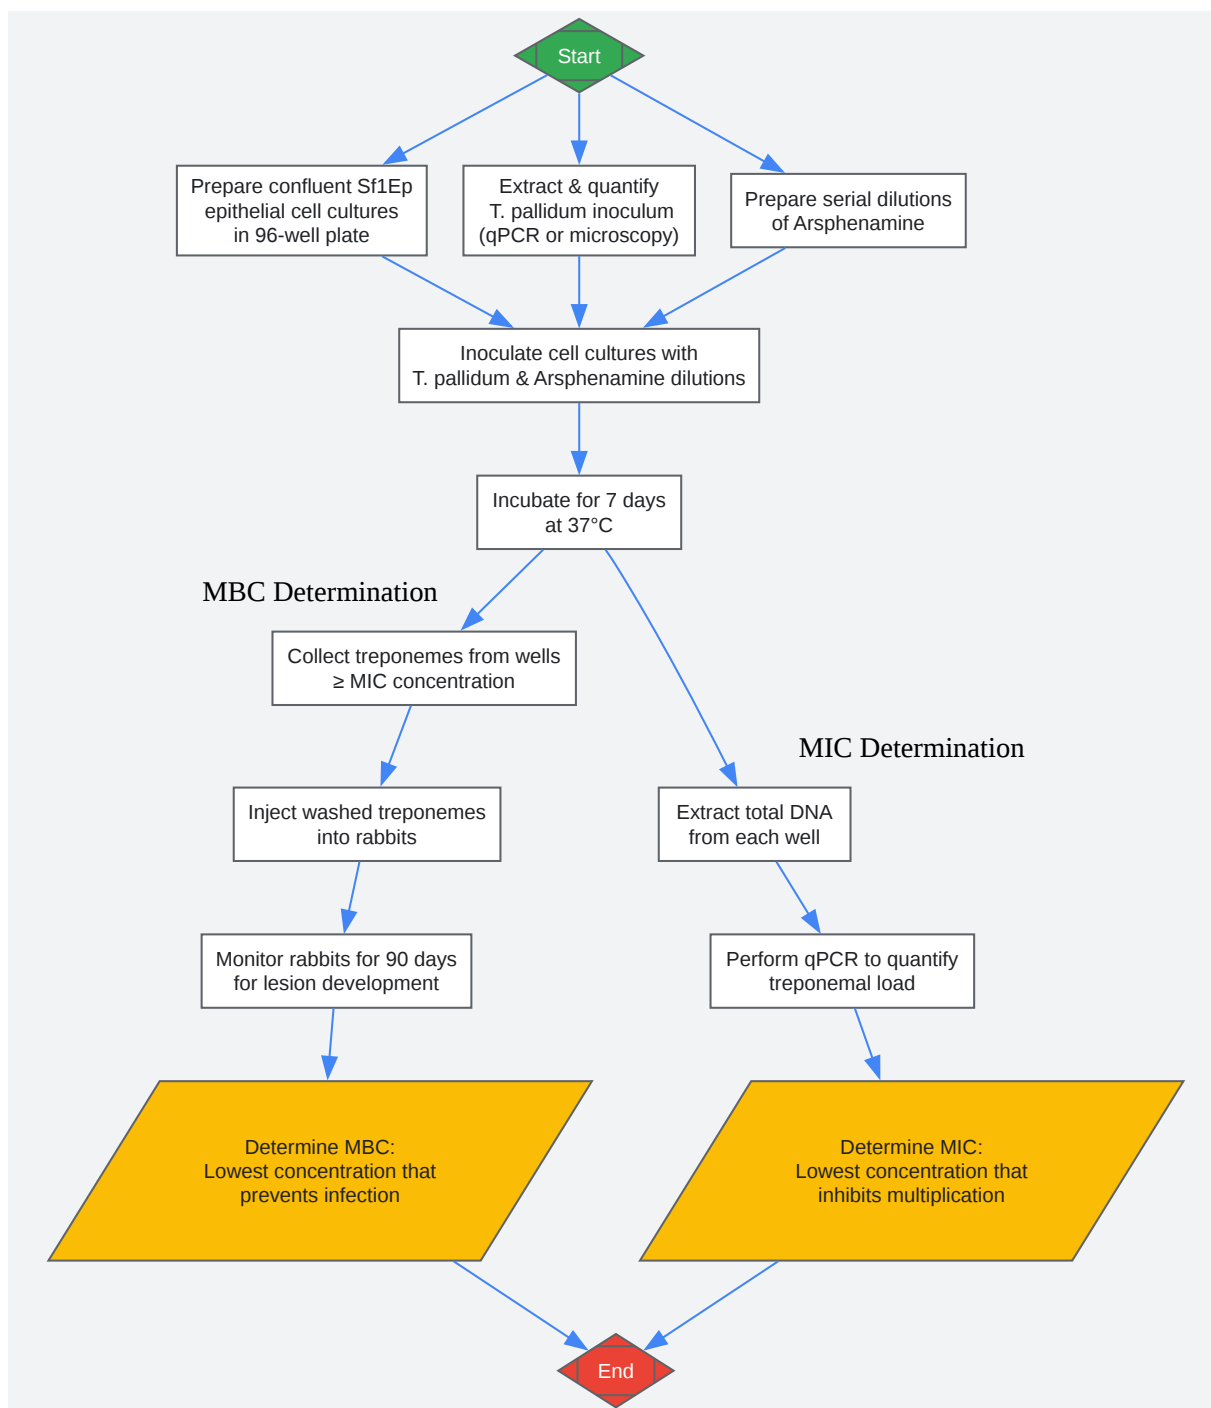 Start
Prepare confluent Sf1Ep
epithelial cell cultures
in 96-well plate
Extract & quantify
T. pallidum inoculum
(qPCR or microscopy)
Prepare serial dilutions
of Arsphenamine
Inoculate cell cultures with
T. pallidum & Arsphenamine dilutions
Incubate for 7 days
at 37°C
MBC Determination
Collect treponemes from wells
≥ MIC concentration
Inject washed treponemes
into rabbits
Monitor rabbits for 90 days
for lesion development
Determine MBC:
Lowest concentration that
prevents infection
MIC Determination
Extract total DNA
from each well
Perform qPCR to quantify
treponemal load
Determine MIC:
Lowest concentration that
inhibits multiplication
End